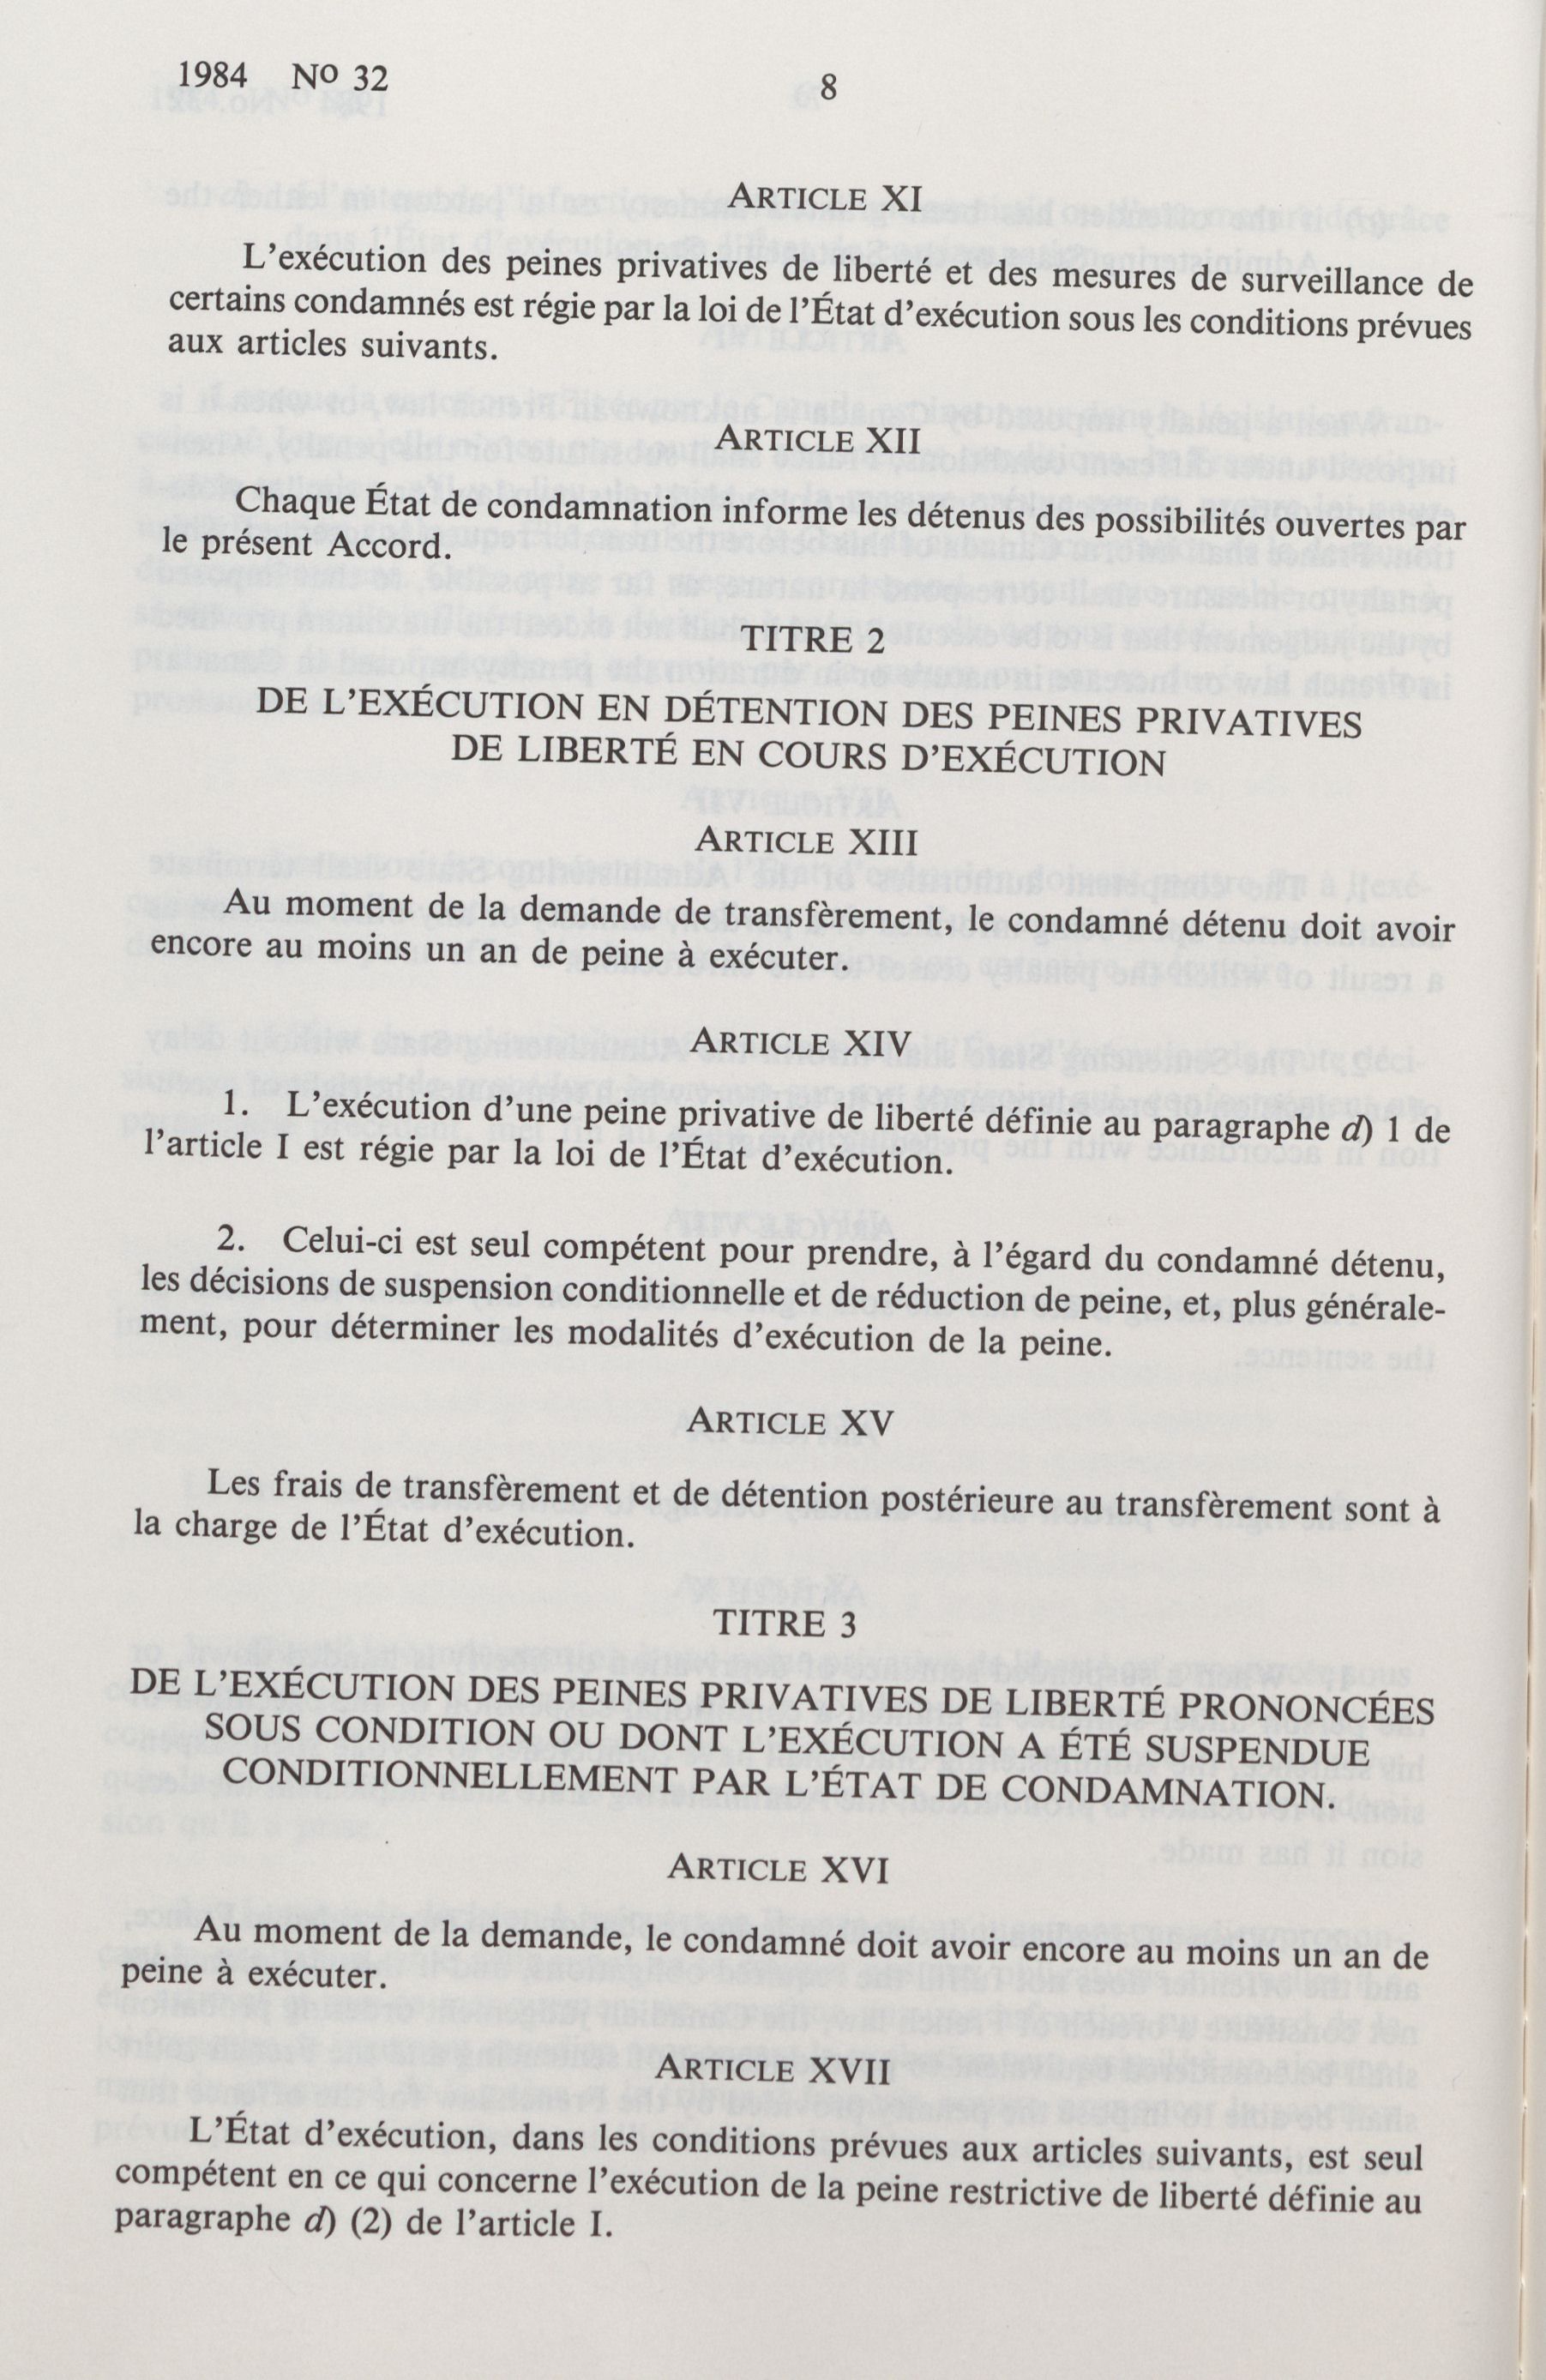 1984 NO 32
8
ARTICLE XI
L'exécution des peines privatives de liberté et des mesures de surveillance de
certains condamnés est régie par la loi de l'État d'exécution sous les conditions prévues
aux articles suivants.
ARTICLE XII
Chaque État de condamnation informe les détenus des possibilités ouvertes par
le présent Accord.
TITRE 2
DE L'EXÉCUTION EN DÉTENTION DES PEINES PRIVATIVES
DE LIBERTÉ EN COURS D'EXÉCUTION
ARTICLE XIII
Au moment de la demande de transfèrement, le condamné détenu doit avoir
encore au moins un an de peine à exécuter.
ARTICLE XIV
1. L'exécution d'une peine privative de liberté définie au paragraphe d) 1 de
l'article I est régie par la loi de l'État d'exécution.
2. Celui-ci est seul compétent pour prendre, à l'égard du condamné détenu,
les décisions de suspension conditionnelle et de réduction de peine, et, plus générale-
ment, pour déterminer les modalités d'exécution de la peine.
ARTICLE XV
Les frais de transfèrement et de détention postérieure au transfèrement sont à
la charge de l'État d'exécution.
TITRE 3
DE L'EXÉCUTION DES PEINES PRIVATIVES DE LIBERTÉ PRONONCÉES
SOUS CONDITION OU DONT L'EXÉCUTION A ÉTÉ SUSPENDUE
CONDITIONNELLEMENT PAR L'ÉTAT DE CONDAMNATION.
ARTICLE XVI
Au moment de la demande, le condamné doit avoir encore au moins un an de
peine à exécuter.
ARTICLE XVII
L'État d'exécution, dans les conditions prévues aux articles suivants, est seul
compétent en ce qui concerne l'exécution de la peine restrictive de liberté définie au
paragraphe d) (2) de l'article I.